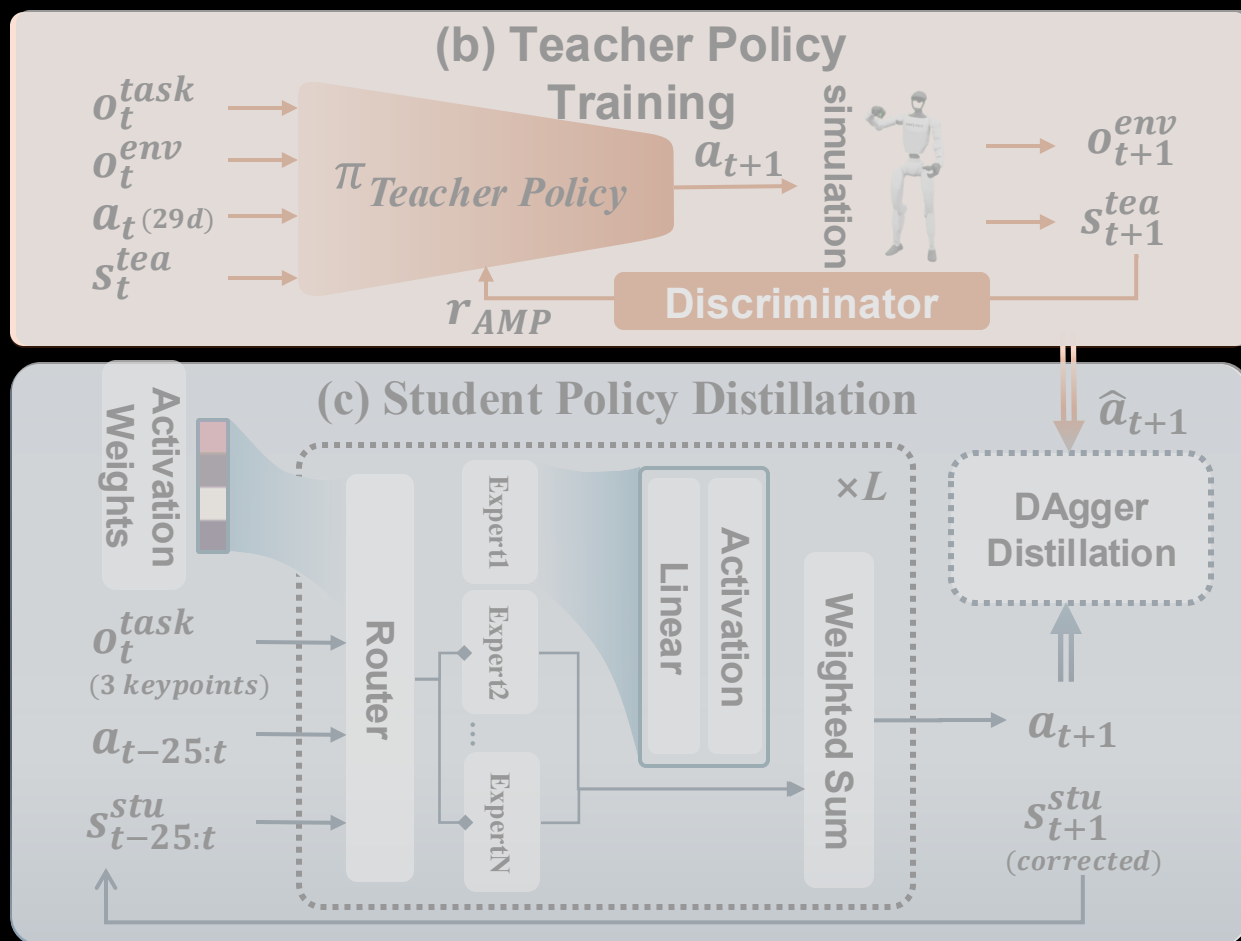 (b) Teacher Policy
Training
o_t^{task}
o_t^{env}
a_t (29d)
s_t^{tea}
π Teacher Policy
a_{t+1}
simulation
o_{t+1}^{env}
s_{t+1}^{tea}
r_{AMP}
Discriminator
(c) Student Policy Distillation
Activation
Weights
â_{t+1}
DAgger
Distillation
×L
o_t^{task}
(3 keypoints)
a_{t−25:t}
s_{t−25:t}^{stu}
Router
Expert1
Expert2
⋮
ExpertN
Linear
Activation
Weighted Sum
a_{t+1}
s_{t+1}^{stu}
(corrected)